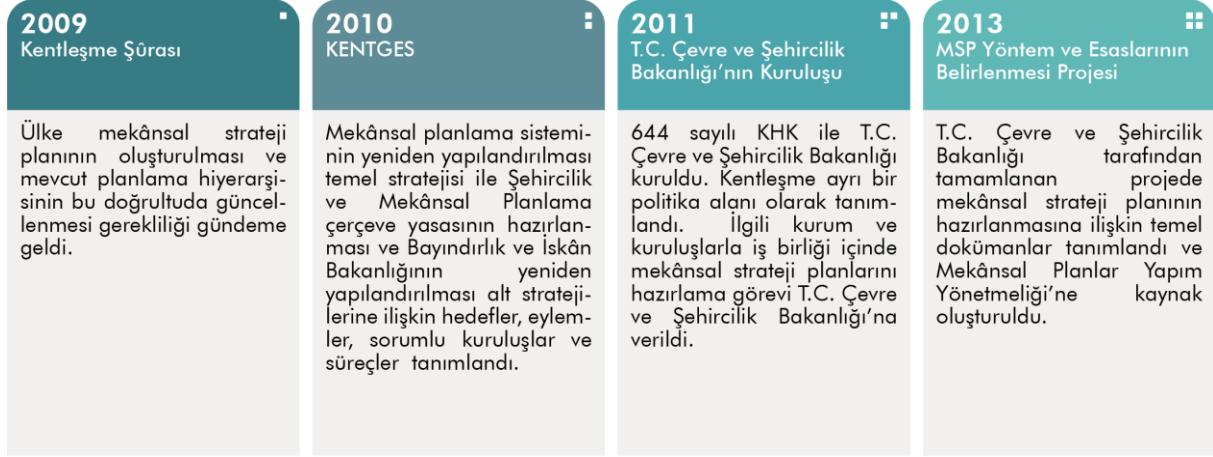 2009
Kentleşme Şûrası
Ülke mekânsal strateji
planının oluşturulması ve
mevcut planlama hiyerarşi-
sinin bu doğrultuda güncel-
lenmesi gerekliliği gündeme
geldi.
2010
KENTGES
Mekânsal planlama sistemi-
nin yeniden yapılandırılması
temel stratejisi ile Şehircilik
ve Mekânsal Planlama
çerçeve yasasının hazırlan-
ması ve Bayındırlık ve İskân
Bakanlığının yeniden
yapılandırılması alt strateji-
lerine ilişkin hedefler, eylem-
ler, sorumlu kuruluşlar ve
süreçler tanımlandı.
2011
T.C. Çevre ve Şehircilik
Bakanlığı’nın Kuruluşu
644 sayılı KHK ile T.C.
Çevre ve Şehircilik Bakanlığı
kuruldu. Kentleşme ayrı bir
politika alanı olarak tanım-
landı. İlgili kurum ve
kuruluşlarla iş birliği içinde
mekânsal strateji planlarını
hazırlama görevi T.C. Çevre
ve Şehircilik Bakanlığı’na
verildi.
2013
MSP Yöntem ve Esaslarının
Belirlenmesi Projesi
T.C. Çevre ve Şehircilik
Bakanlığı tarafından
tamamlanan projede
mekânsal strateji planının
hazırlanmasına ilişkin temel
dokümanlar tanımlandı ve
Mekânsal Planlar Yapım
Yönetmeliği’ne kaynak
oluşturuldu.